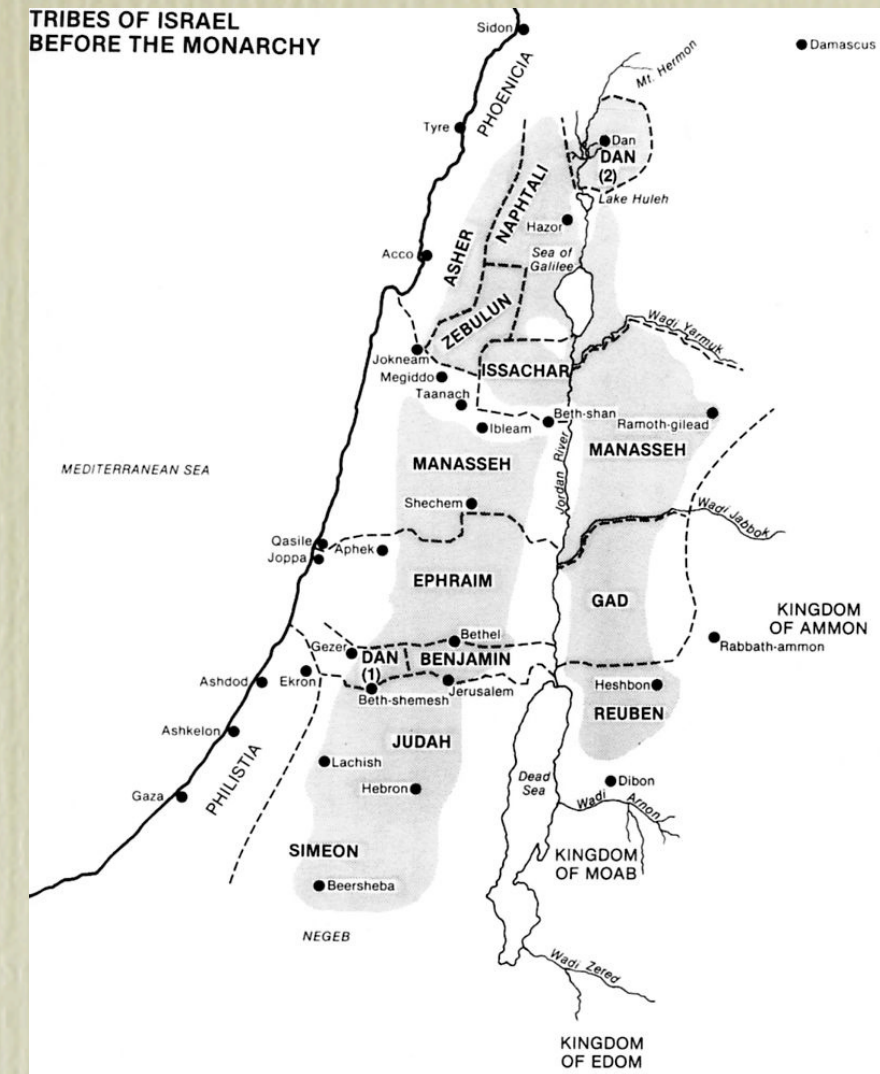 TRIBES OF ISRAEL
BEFORE THE MONARCHY
Sidon
Damascus
Mt. Hermon
PHOENICIA
Tyre
Dan
DAN
(2)
Lake Huleh
NAPHTALI
Hazor
ASHER
Sea of
Galilee
Acco
ZEBULUN
Wadi Yarmuk
Jokneam
ISSACHAR
Megiddo
Taanach
Beth-shan
Ramoth-gilead
Ibleam
MANASSEH
MANASSEH
Jordan River
MEDITERRANEAN SEA
Shechem
Wadi Jabbok
Qasile
Joppa
Aphek
EPHRAIM
GAD
KINGDOM
OF AMMON
Rabbath-ammon
Bethel
Gezer
DAN
(1)
BENJAMIN
Ekron
Ashdod
Beth-shemesh
Jerusalem
Heshbon
REUBEN
Ashkelon
JUDAH
PHILISTIA
Lachish
Hebron
Gaza
Dead
Sea
Dibon
Wadi Arnon
SIMEON
KINGDOM
OF MOAB
Beersheba
NEGEB
Wadi Zered
KINGDOM
OF EDOM